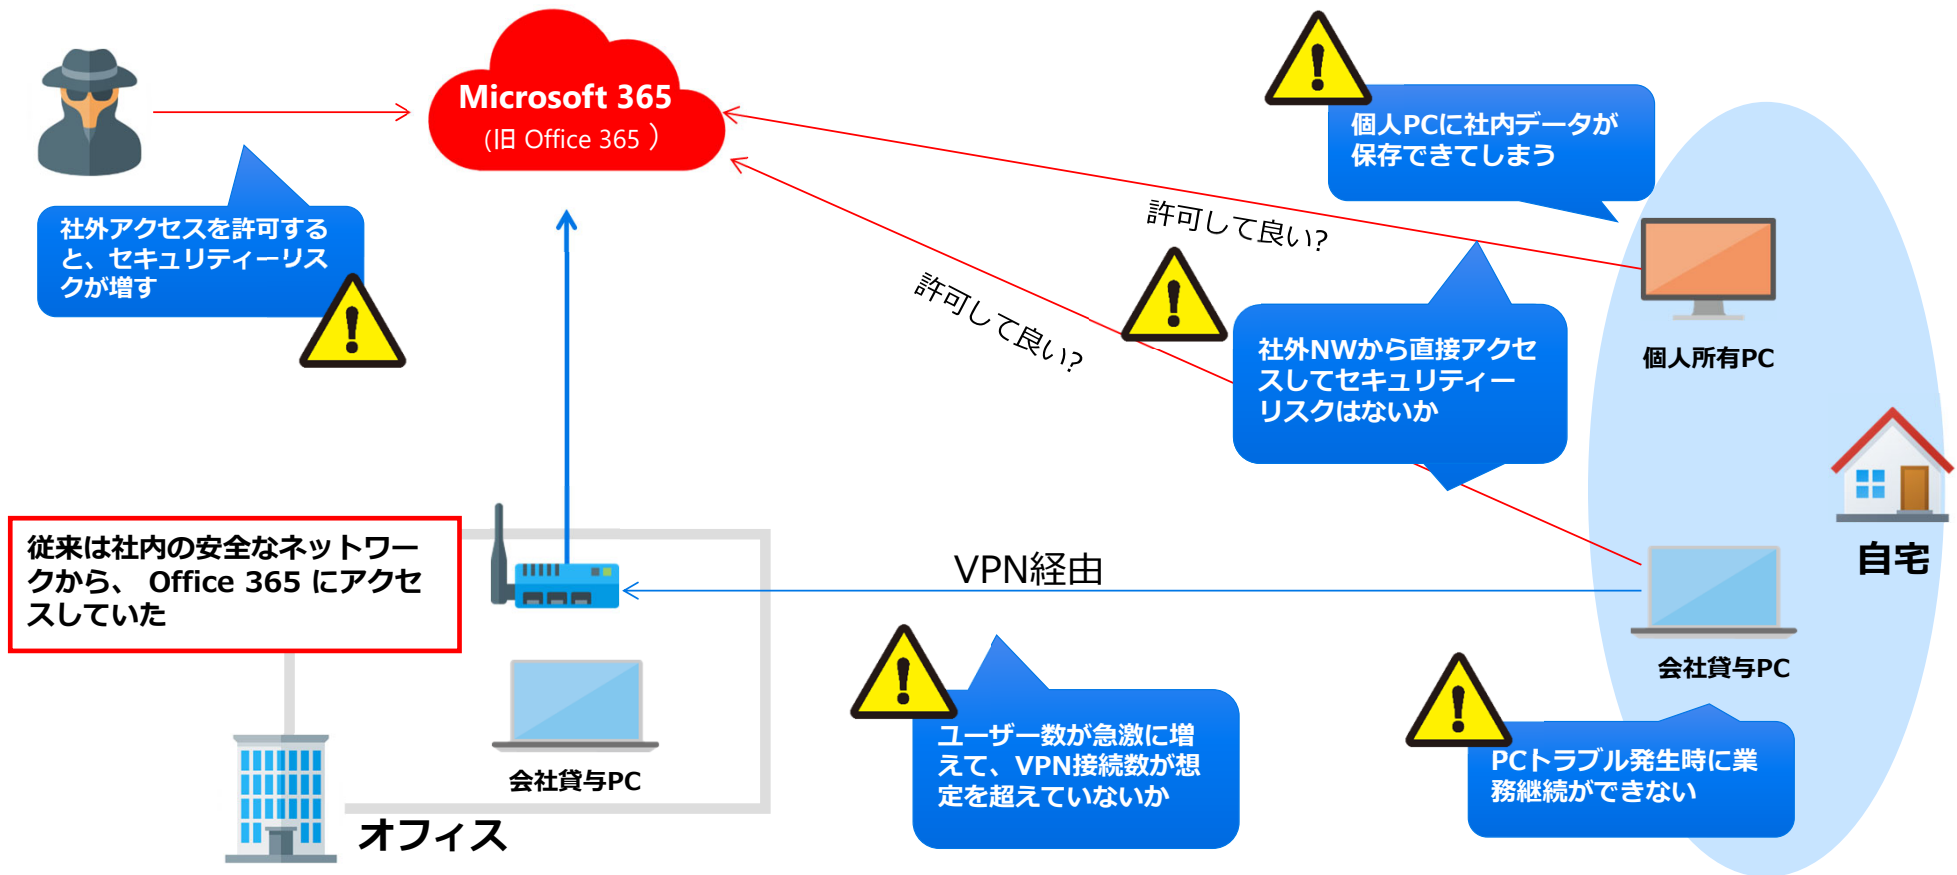 Microsoft 365
(旧 Office 365 )
個人PCに社内データが
保存できてしまう
社外アクセスを許可する
と、セキュリティーリス
クが増す
許可して良い?
許可して良い?
社外NWから直接アクセ
スしてセキュリティー
リスクはないか
個人所有PC
自宅
従来は社内の安全なネットワー
クから、 Office 365 にアクセ
スしていた
VPN経由
会社貸与PC
会社貸与PC
ユーザー数が急激に増
えて、VPN接続数が想
定を超えていないか
PCトラブル発生時に業
務継続ができない
オフィス